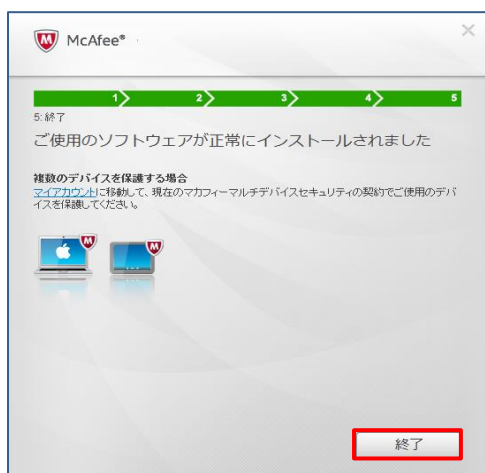 McAfee®
1 2 3 4 5
5:終了
ご使用のソフトウェアが正常にインストールされました
複数のデバイスを保護する場合
マイアカウントに移動して、現在のマカフィーマルチデバイスセキュリティの契約でご使用のデバ
イスを保護してください。
終了